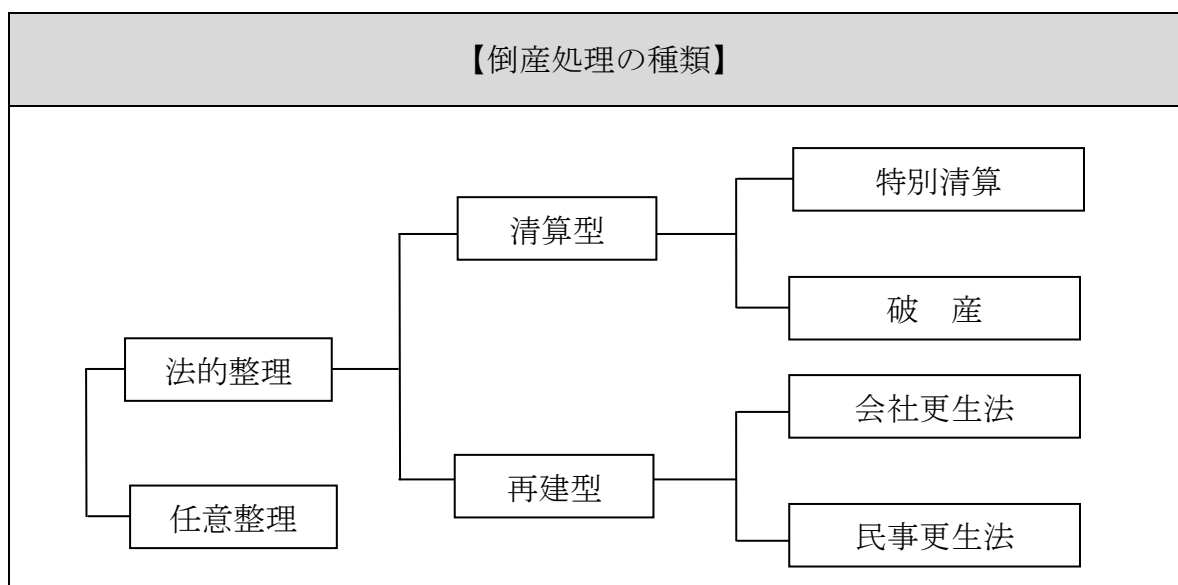 【倒産処理の種類】
特別清算
清算型
破　産
法的整理
会社更生法
再建型
任意整理
民事更生法